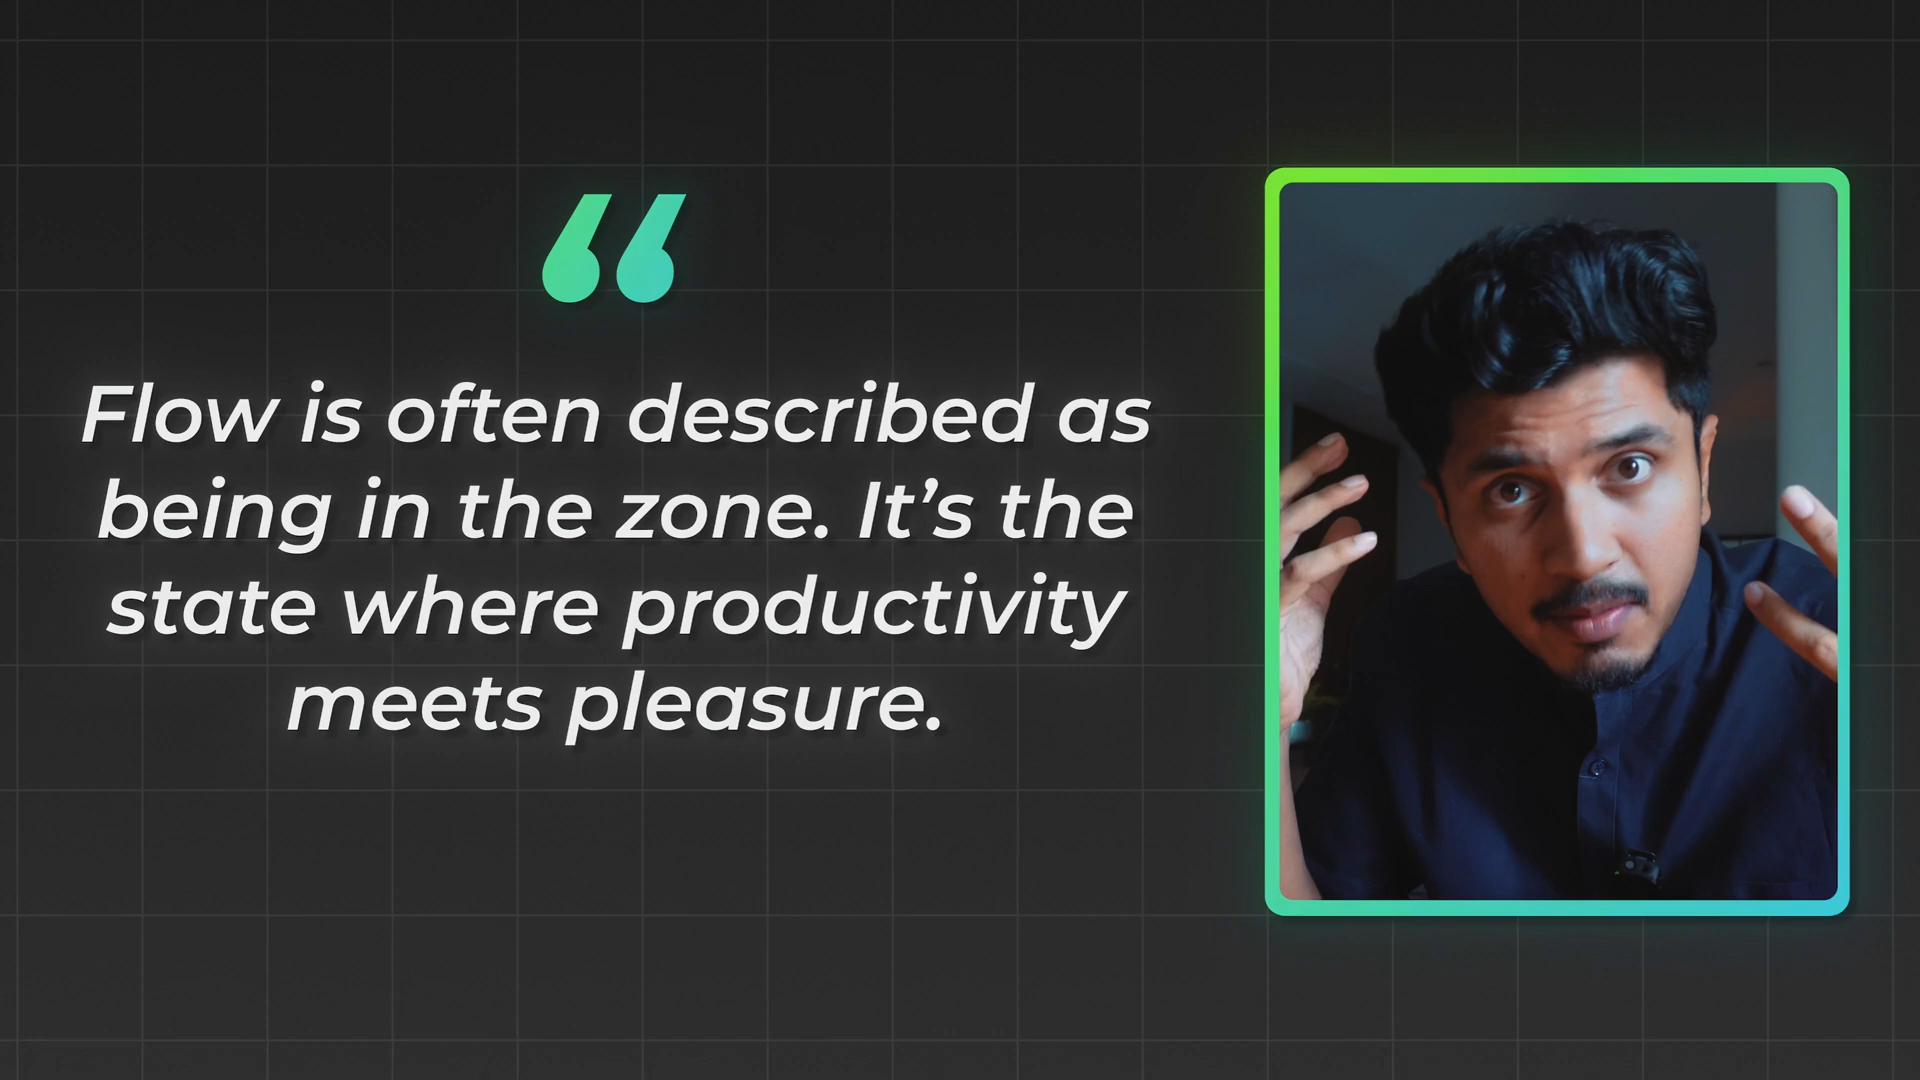 “
Flow is often described as
being in the zone. It’s the
state where productivity
meets pleasure.